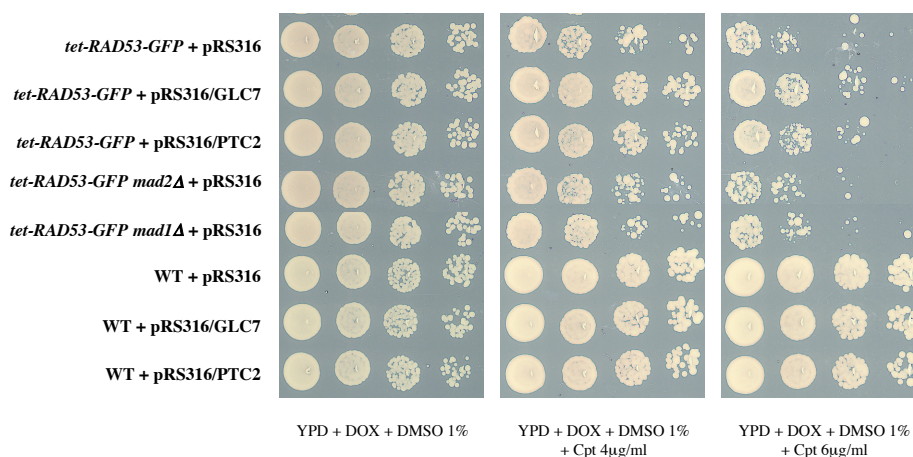 tet-RAD53-GFP + pRS316
tet-RAD53-GFP + pRS316/GLC7
tet-RAD53-GFP + pRS316/PTC2
tet-RAD53-GFP mad2Δ + pRS316
tet-RAD53-GFP mad1Δ + pRS316
WT + pRS316
WT + pRS316/GLC7
WT + pRS316/PTC2
YPD + DOX + DMSO 1%
YPD + DOX + DMSO 1%
+ Cpt 4µg/ml
YPD + DOX + DMSO 1%
+ Cpt 6µg/ml